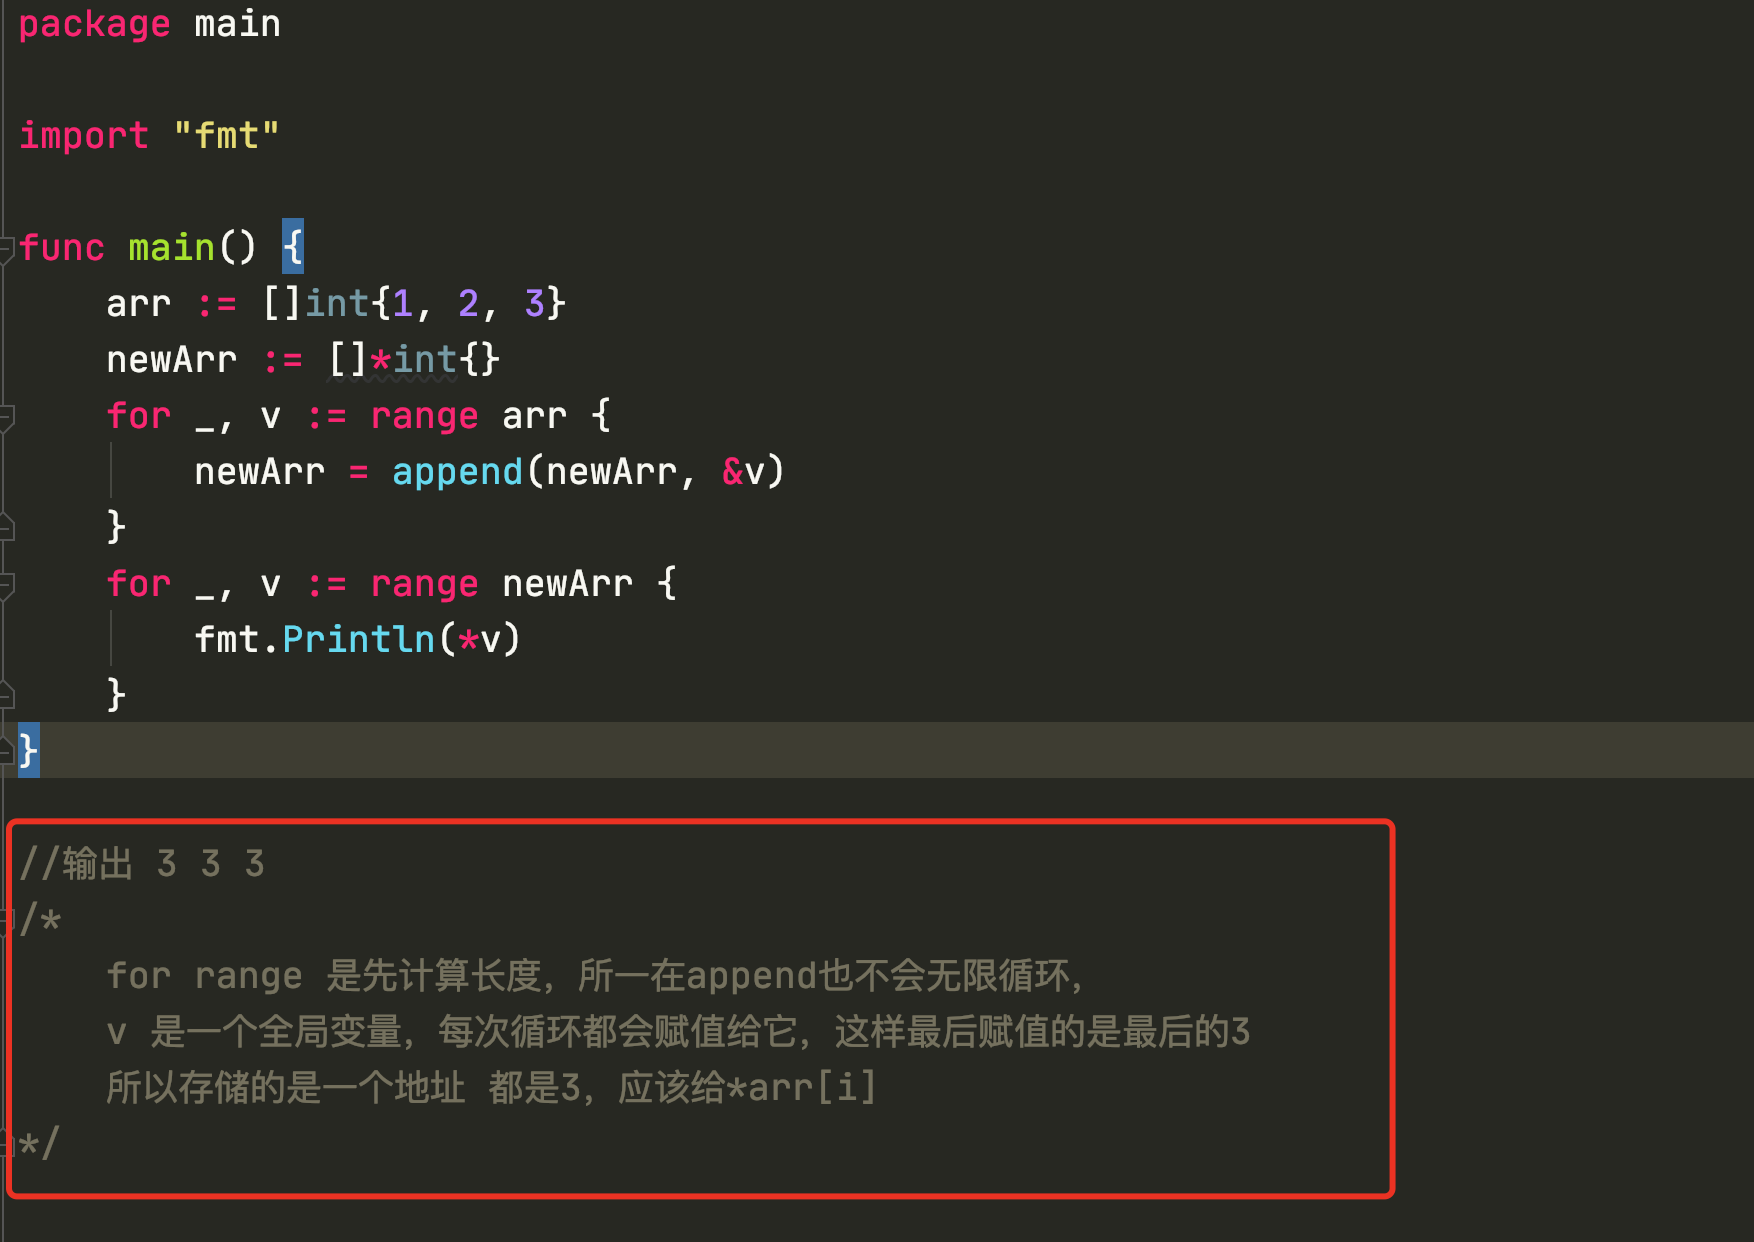 package main
import "fmt"
func main() {
arr := []int{1, 2, 3}
newArr := []*int{}
for _, v := range arr {
newArr = append(newArr, &v)
}
for _, v := range newArr {
fmt.Println(*v)
}
}
//输出 3 3 3
/*
for range 是先计算长度，所一在append也不会无限循环，
v 是一个全局变量，每次循环都会赋值给它，这样最后赋值的是最后的3
所以存储的是一个地址 都是3，应该给*arr[i]
*/